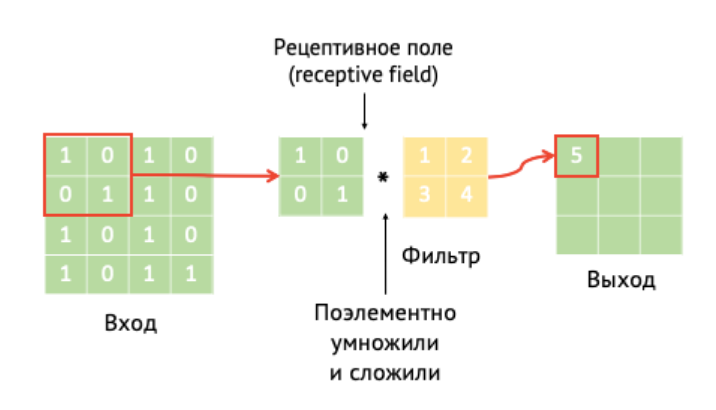 Рецептивное поле
(receptive field)
1 0 1 0
0 1 1 0
1 0 1 0
1 0 1 1
Вход
1 0
0 1
*
1 2
3 4
Фильтр
5
Выход
Поэлементно
умножили
и сложили